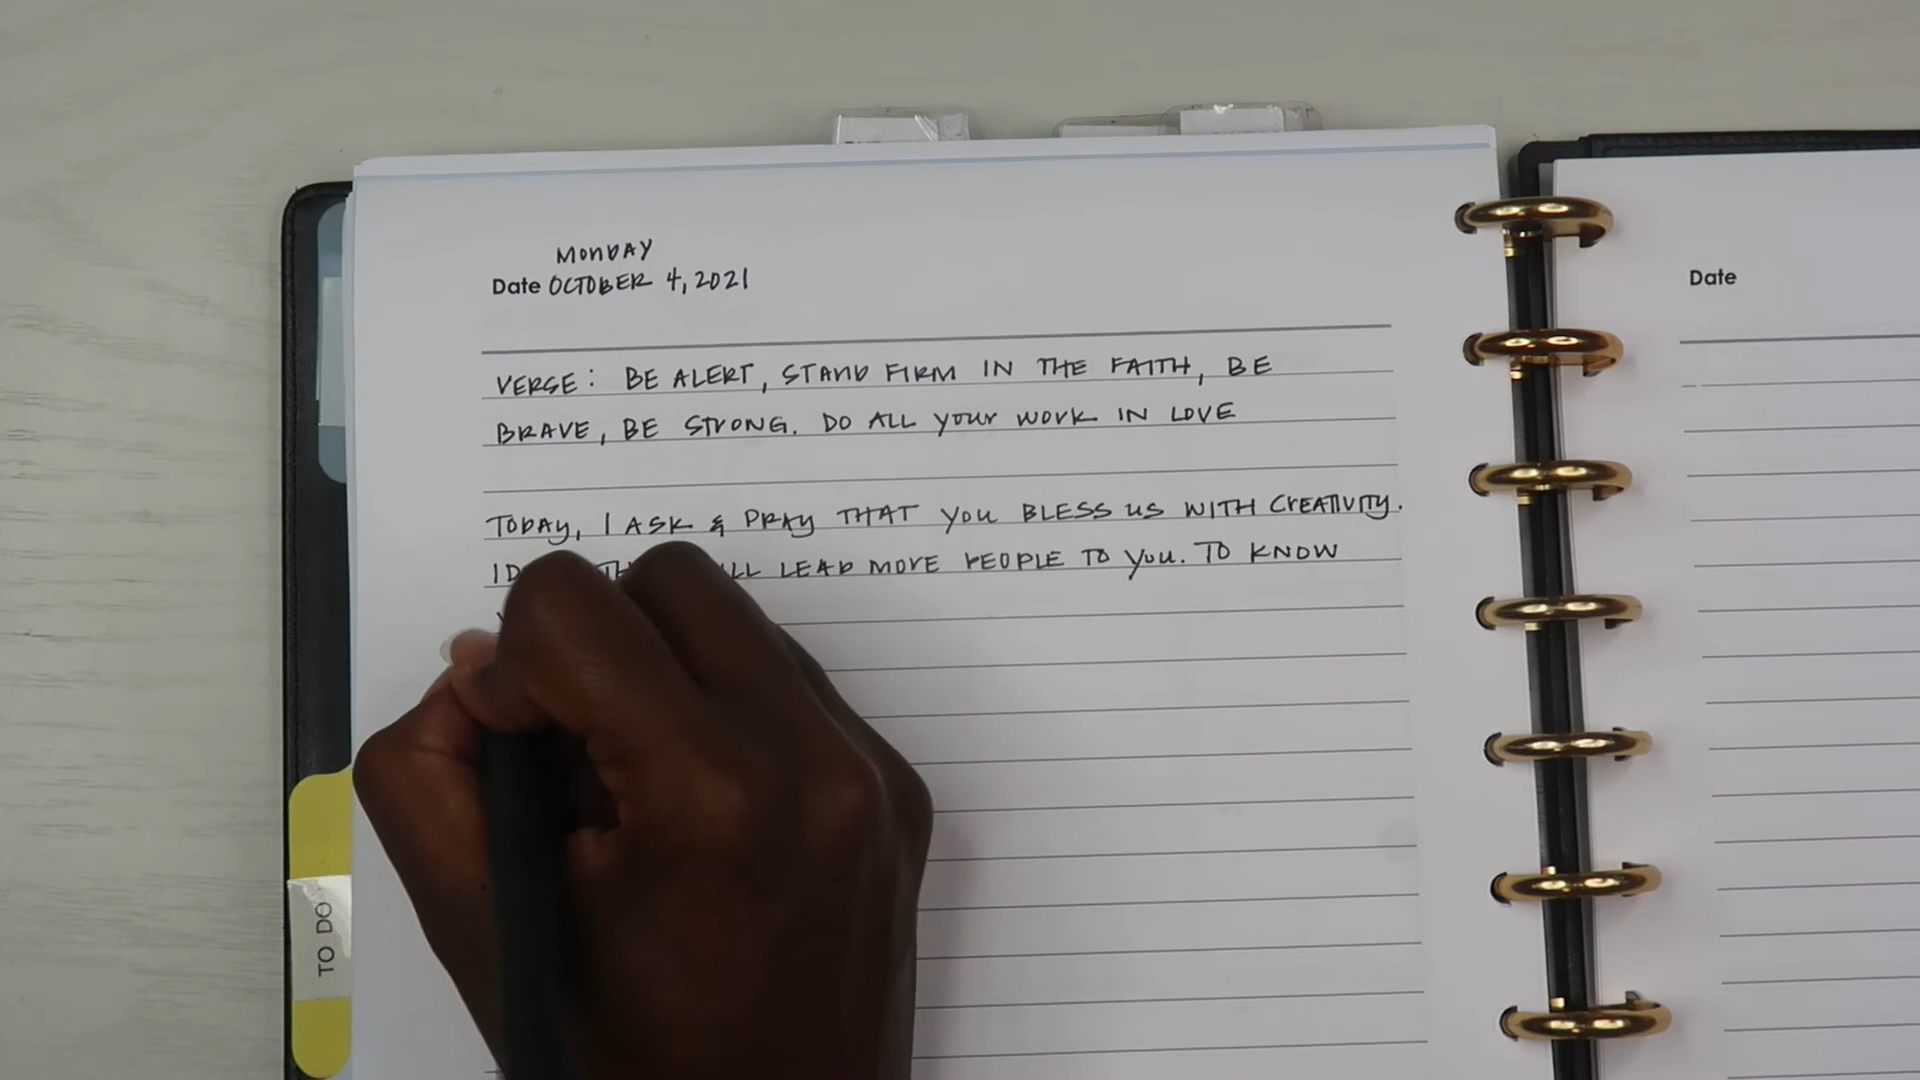 MONDAY
Date OCTOBER 4, 2021
VERSE: BE ALERT, STAND FIRM IN THE FAITH, BE
BRAVE, BE STRONG. DO ALL your work IN LOVE
TODAY, I ASK & PRAY THAT YOU BLESS US WITH CREATIVITY.
LEAD MORE PEOPLE TO YOU. TO KNOW
TO DO
Date